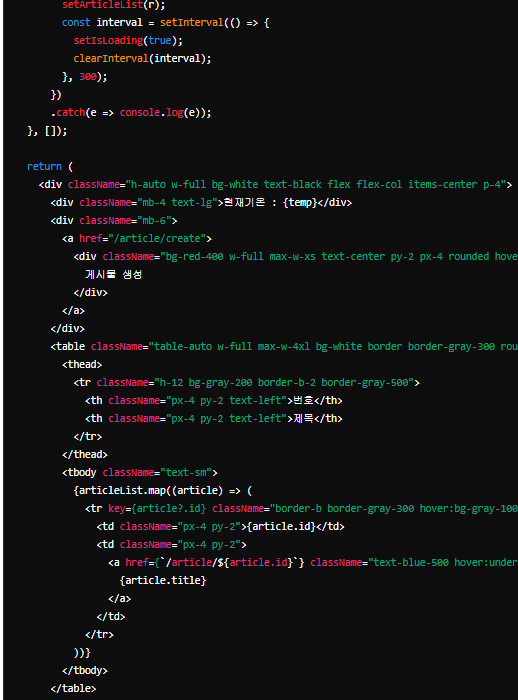 setArticleList(r);
const interval = setInterval(() => {
setIsLoading(true);
clearInterval(interval);
}, 300);
})
.catch(e => console.log(e));
}, []);
return (
<div className="h-auto w-full bg-white text-black flex flex-col items-center p-4">
<div className="mb-4 text-lg">현재기온 : {temp}</div>
<div className="mb-6">
<a href="/article/create">
<div className="bg-red-400 w-full max-w-xs text-center py-2 px-4 rounded hove
게시물 생성
</div>
</a>
</div>
<table className="table-auto w-full max-w-4xl bg-white border border-gray-300 rou
<thead>
<tr className="h-12 bg-gray-200 border-b-2 border-gray-500">
<th className="px-4 py-2 text-left">번호</th>
<th className="px-4 py-2 text-left">제목</th>
</tr>
</thead>
<tbody className="text-sm">
{articleList.map((article) => (
<tr key={article?.id} className="border-b border-gray-300 hover:bg-gray-100
<td className="px-4 py-2">{article.id}</td>
<td className="px-4 py-2">
<a href={`/article/${article.id}`} className="text-blue-500 hover:under
{article.title}
</a>
</td>
</tr>
))}
</tbody>
</table>